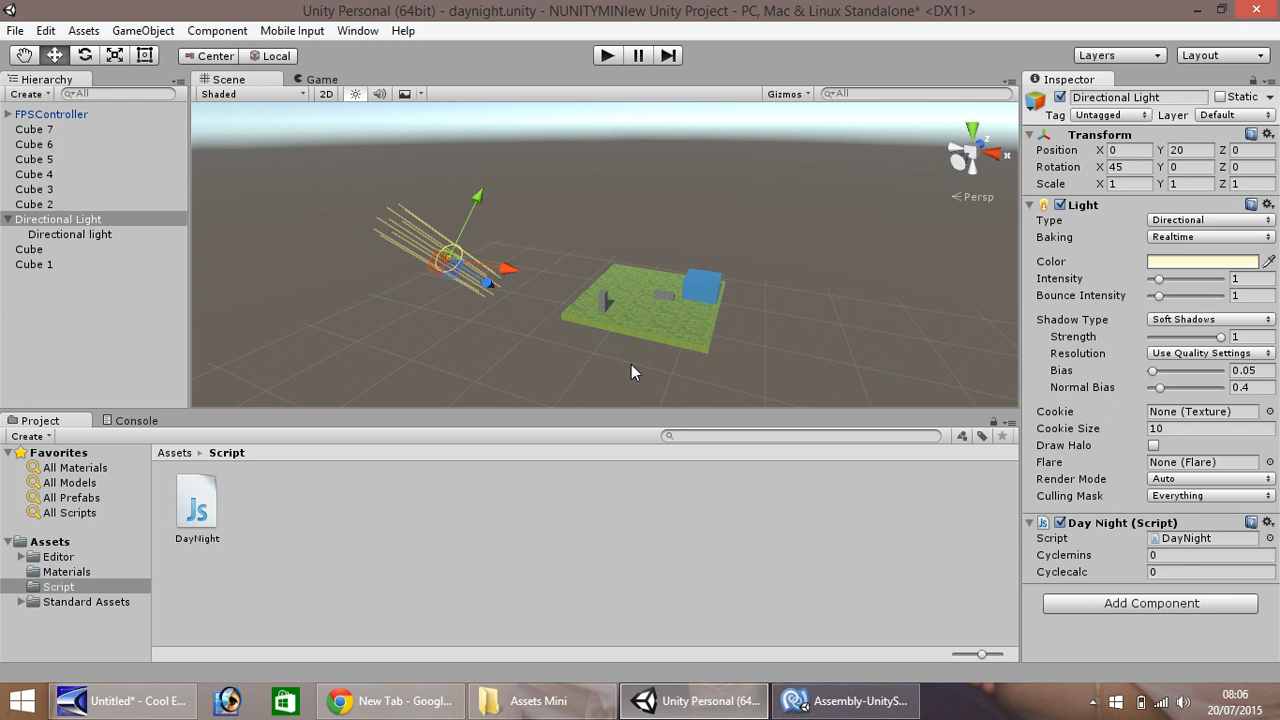 Unity Personal (64bit) - daynight.unity - NUNITYMINIew Unity Project - PC, Mac & Linux Standalone* <DX11>
File Edit Assets GameObject Component Mobile Input Window Help
Center Local Layers Layout
Hierarchy
Create All
FPSController
Cube 7
Cube 6
Cube 5
Cube 4
Cube 3
Cube 2
Directional Light
Directional light
Cube
Cube 1
Scene Game
Shaded 2D Gizmos All
y z
x
Persp
Inspector
Directional Light Static
Tag Untagged Layer Default
Transform
Position X 0 Y 20 Z 0
Rotation X 45 Y 0 Z 0
Scale X 1 Y 1 Z 1
Light
Type Directional
Baking Realtime
Color
Intensity 1
Bounce Intensity 1
Shadow Type Soft Shadows
Strength 1
Resolution Use Quality Settings
Bias 0.05
Normal Bias 0.4
Cookie None (Texture)
Cookie Size 10
Draw Halo
Flare None (Flare)
Render Mode Auto
Culling Mask Everything
Js Day Night (Script)
Script DayNight
Cyclemins 0
Cyclecalc 0
Add Component
Project Console
Create
Favorites
All Materials
All Models
All Prefabs
All Scripts
Assets
Editor
Materials
Script
Standard Assets
Assets ▸ Script
Js
DayNight
Untitled* - Cool E... New Tab - Googl... Assets Mini Unity Personal (64... Assembly-UnityS...
08:06
20/07/2015